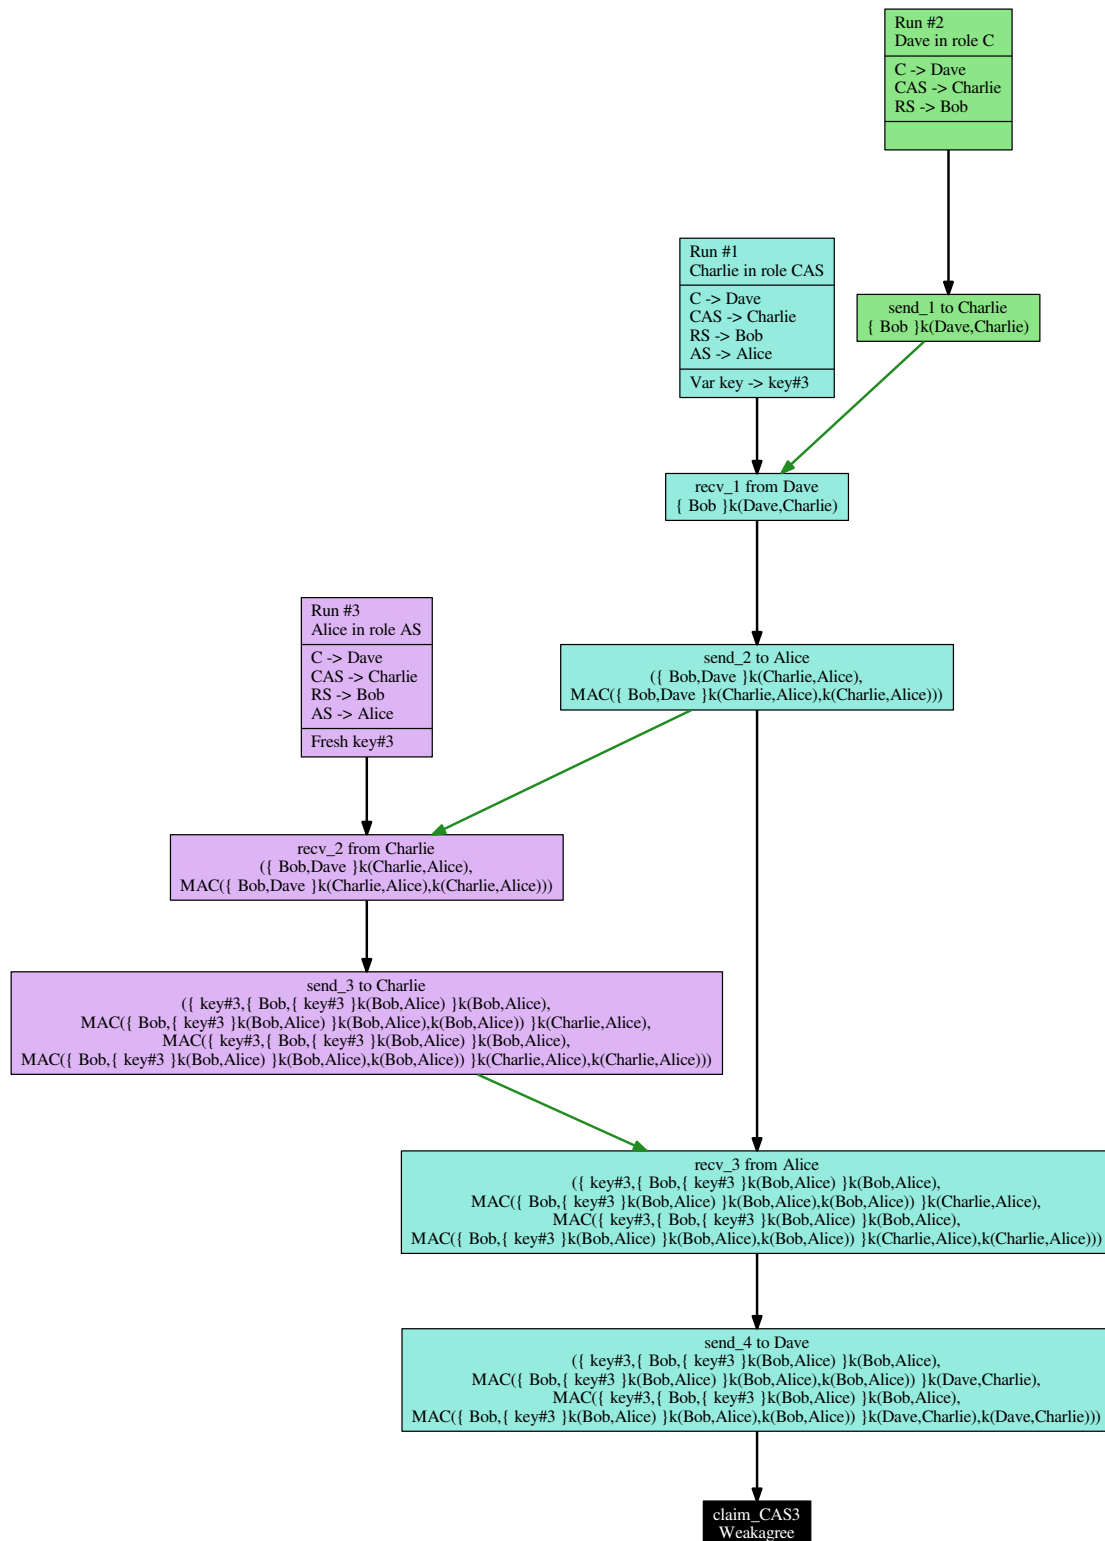 Run #2
Dave in role C
C -> Dave
CAS -> Charlie
RS -> Bob
Run #1
Charlie in role CAS
C -> Dave
CAS -> Charlie
RS -> Bob
AS -> Alice
Var key -> key#3
send_1 to Charlie
{ Bob }k(Dave,Charlie)
recv_1 from Dave
{ Bob }k(Dave,Charlie)
Run #3
Alice in role AS
C -> Dave
CAS -> Charlie
RS -> Bob
AS -> Alice
Fresh key#3
send_2 to Alice
({ Bob,Dave }k(Charlie,Alice),
MAC({ Bob,Dave }k(Charlie,Alice),k(Charlie,Alice)))
recv_2 from Charlie
({ Bob,Dave }k(Charlie,Alice),
MAC({ Bob,Dave }k(Charlie,Alice),k(Charlie,Alice)))
send_3 to Charlie
({ key#3,{ Bob,{ key#3 }k(Bob,Alice) }k(Bob,Alice),
MAC({ Bob,{ key#3 }k(Bob,Alice) }k(Bob,Alice),k(Bob,Alice)) }k(Charlie,Alice),
MAC({ key#3,{ Bob,{ key#3 }k(Bob,Alice) }k(Bob,Alice),
MAC({ Bob,{ key#3 }k(Bob,Alice) }k(Bob,Alice),k(Bob,Alice)) }k(Charlie,Alice),k(Charlie,Alice)))
recv_3 from Alice
({ key#3,{ Bob,{ key#3 }k(Bob,Alice) }k(Bob,Alice),
MAC({ Bob,{ key#3 }k(Bob,Alice) }k(Bob,Alice),k(Bob,Alice)) }k(Charlie,Alice),
MAC({ key#3,{ Bob,{ key#3 }k(Bob,Alice) }k(Bob,Alice),
MAC({ Bob,{ key#3 }k(Bob,Alice) }k(Bob,Alice),k(Bob,Alice)) }k(Charlie,Alice),k(Charlie,Alice)))
send_4 to Dave
({ key#3,{ Bob,{ key#3 }k(Bob,Alice) }k(Bob,Alice),
MAC({ Bob,{ key#3 }k(Bob,Alice) }k(Bob,Alice),k(Bob,Alice)) }k(Dave,Charlie),
MAC({ key#3,{ Bob,{ key#3 }k(Bob,Alice) }k(Bob,Alice),
MAC({ Bob,{ key#3 }k(Bob,Alice) }k(Bob,Alice),k(Bob,Alice)) }k(Dave,Charlie),k(Dave,Charlie)))
claim_CAS3
Weakagree